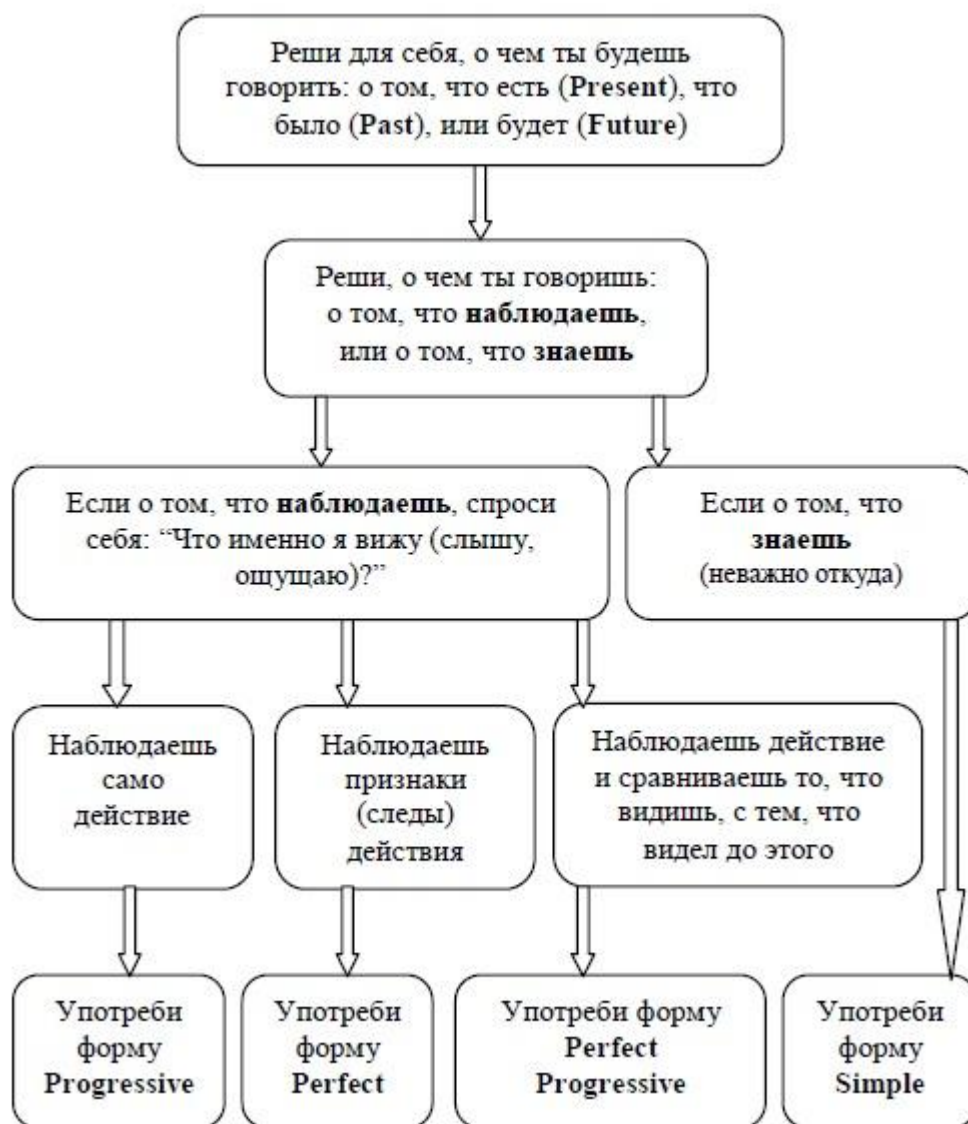 Реши для себя, о чем ты будешь
говорить: о том, что есть (Present), что
было (Past), или будет (Future)
Реши, о чем ты говоришь:
о том, что наблюдаешь,
или о том, что знаешь
Если о том, что наблюдаешь, спроси
себя: “Что именно я вижу (слышу,
ощущаю)?”
Если о том, что
знаешь
(неважно откуда)
Наблюдаешь
само
действие
Наблюдаешь
признаки
(следы)
действия
Наблюдаешь действие
и сравниваешь то, что
видишь, с тем, что
видел до этого
Употреби
форму
Progressive
Употреби
форму
Perfect
Употреби форму
Perfect
Progressive
Употреби
форму
Simple